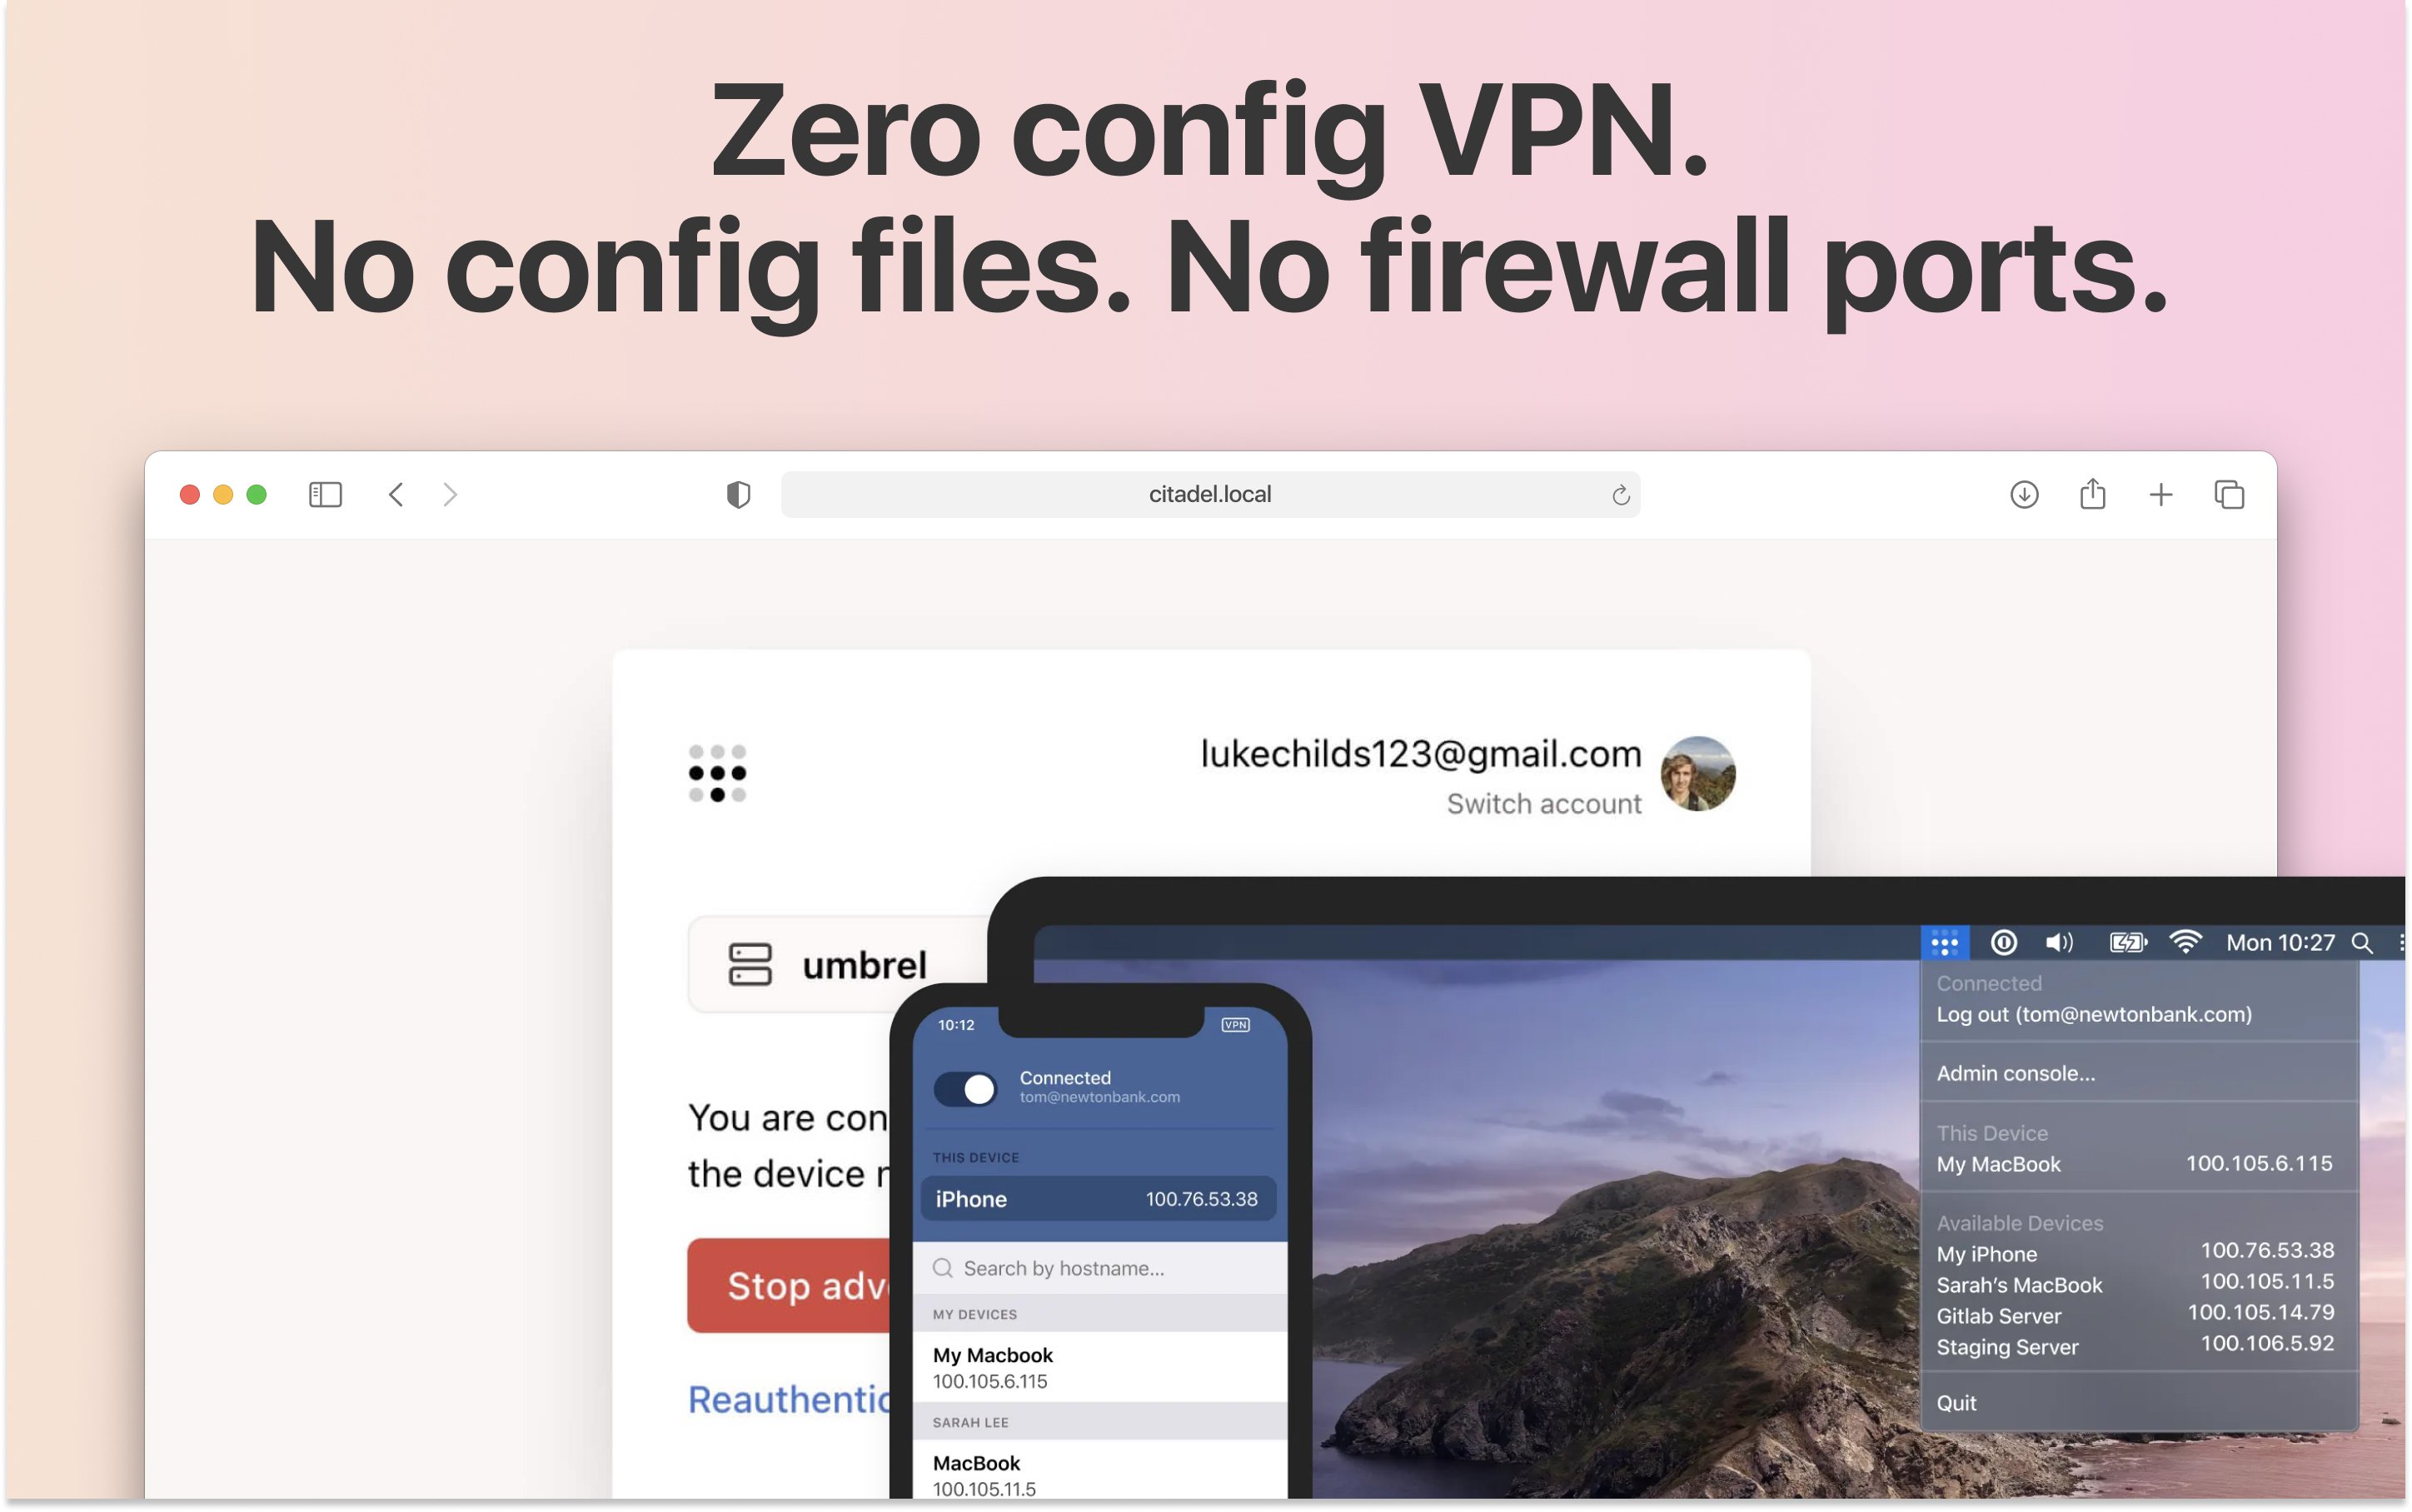 Zero config VPN.
No config files. No firewall ports.
citadel.local
lukechilds123@gmail.com
Switch account
umbrel
You are con
the device
Stop adv
Reauthentic
10:12
VPN
Connected
tom@newtonbank.com
THIS DEVICE
iPhone 100.76.53.38
Search by hostname...
MY DEVICES
My Macbook
100.105.6.115
SARAH LEE
MacBook
100.105.11.5
Mon 10:27
Connected
Log out (tom@newtonbank.com)
Admin console...
This Device
My MacBook 100.105.6.115
Available Devices
My iPhone 100.76.53.38
Sarah's MacBook 100.105.11.5
Gitlab Server 100.105.14.79
Staging Server 100.106.5.92
Quit